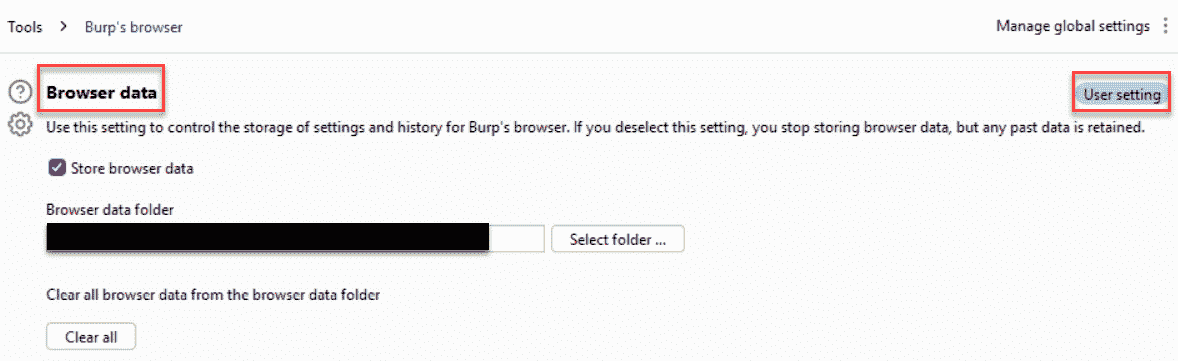 Tools > Burp's browser
Manage global settings
Browser data
User setting
Use this setting to control the storage of settings and history for Burp's browser. If you deselect this setting, you stop storing browser data, but any past data is retained.
Store browser data
Browser data folder
Select folder ...
Clear all browser data from the browser data folder
Clear all